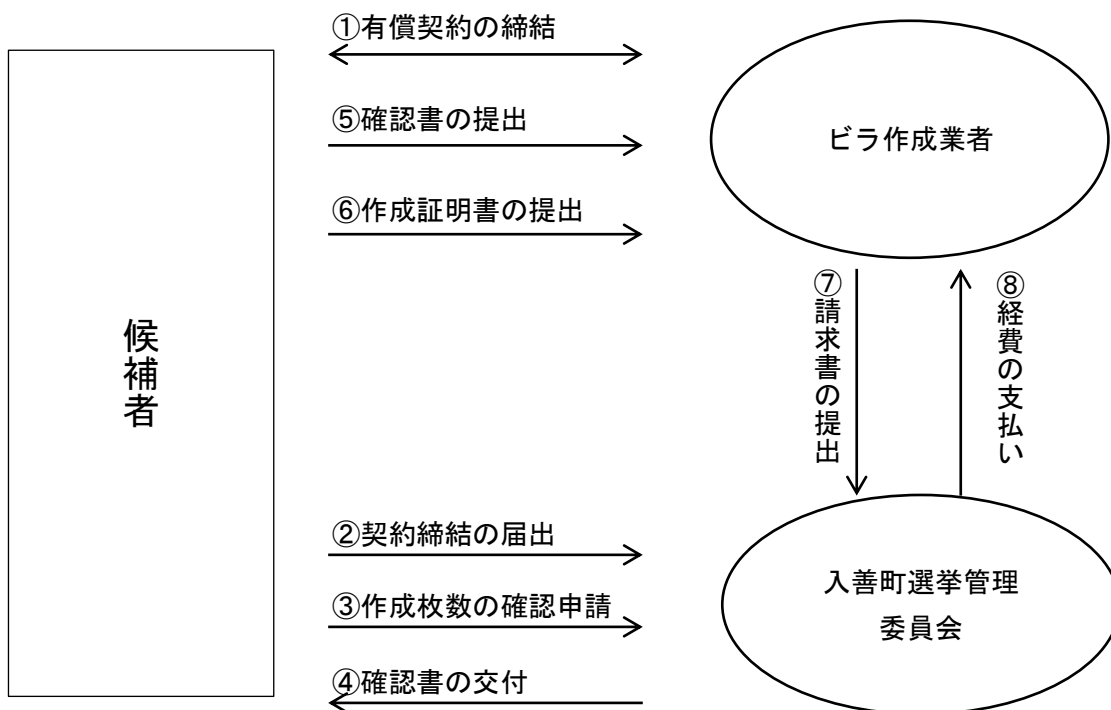 ①有償契約の締結
⑤確認書の提出
⑥作成証明書の提出
ビラ作成業者
候補者
⑦請求書の提出
⑧経費の支払い
②契約締結の届出
③作成枚数の確認申請
④確認書の交付
入善町選挙管理
委員会